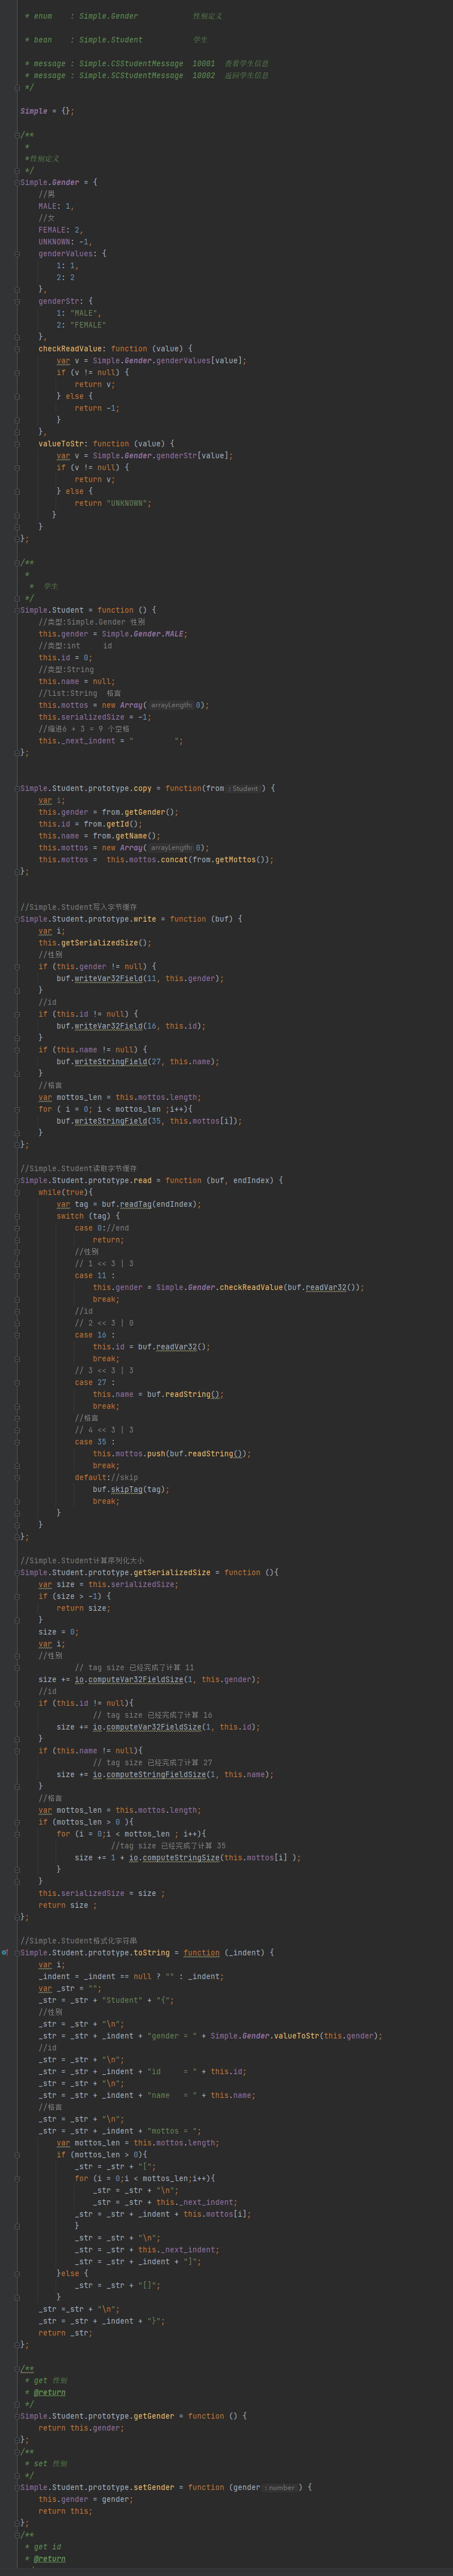 * enum    : Simple.Gender            性别定义
 * bean    : Simple.Student           学生
 * message : Simple.CSStudentMessage  10001  查看学生信息
 * message : Simple.SCStudentMessage  10002  返回学生信息
 */
Simple = {};
/**
 *
 *性别定义
 */
Simple.Gender = {
    //男
    MALE: 1,
    //女
    FEMALE: 2,
    UNKNOWN: -1,
    genderValues: {
        1: 1,
        2: 2
    },
    genderStr: {
        1: "MALE",
        2: "FEMALE"
    },
    checkReadValue: function (value) {
        var v = Simple.Gender.genderValues[value];
        if (v != null) {
            return v;
        } else {
            return -1;
        }
    },
    valueToStr: function (value) {
        var v = Simple.Gender.genderStr[value];
        if (v != null) {
            return v;
        } else {
            return "UNKNOWN";
       }
    }
};
/**
 *
  *  学生
 */
Simple.Student = function () {
    //类型:Simple.Gender 性别
    this.gender = Simple.Gender.MALE;
    //类型:int     id
    this.id = 0;
    //类型:String
    this.name = null;
    //list:String  格言
    this.mottos = new Array( arrayLength: 0);
    this.serializedSize = -1;
    //缩进6 + 3 = 9 个空格
    this._next_indent = "         ";
};
Simple.Student.prototype.copy = function(from : Student ) {
    var i;
    this.gender = from.getGender();
    this.id = from.getId();
    this.name = from.getName();
    this.mottos = new Array( arrayLength: 0);
    this.mottos =  this.mottos.concat(from.getMottos());
};
//Simple.Student写入字节缓存
Simple.Student.prototype.write = function (buf) {
    var i;
    this.getSerializedSize();
    //性别
    if (this.gender != null) {
        buf.writeVar32Field(11, this.gender);
    }
    //id
    if (this.id != null) {
        buf.writeVar32Field(16, this.id);
    }
    if (this.name != null) {
        buf.writeStringField(27, this.name);
    }
    //格言
    var mottos_len = this.mottos.length;
    for ( i = 0; i < mottos_len ;i++){
        buf.writeStringField(35, this.mottos[i]);
    }
};
//Simple.Student读取字节缓存
Simple.Student.prototype.read = function (buf, endIndex) {
    while(true){
        var tag = buf.readTag(endIndex);
        switch (tag) {
            case 0://end
                return;
            //性别
            // 1 << 3 | 3
            case 11 :
                this.gender = Simple.Gender.checkReadValue(buf.readVar32());
                break;
            //id
            // 2 << 3 | 0
            case 16 :
                this.id = buf.readVar32();
                break;
            // 3 << 3 | 3
            case 27 :
                this.name = buf.readString();
                break;
            //格言
            // 4 << 3 | 3
            case 35 :
                this.mottos.push(buf.readString());
                break;
            default://skip
                buf.skipTag(tag);
                break;
        }
    }
};
//Simple.Student计算序列化大小
Simple.Student.prototype.getSerializedSize = function (){
    var size = this.serializedSize;
    if (size > -1) {
        return size;
    }
    size = 0;
    var i;
    //性别
            // tag size 已经完成了计算 11
    size += io.computeVar32FieldSize(1, this.gender);
    //id
    if (this.id != null){
                // tag size 已经完成了计算 16
        size += io.computeVar32FieldSize(1, this.id);
    }
    if (this.name != null){
                // tag size 已经完成了计算 27
        size += io.computeStringFieldSize(1, this.name);
    }
    //格言
    var mottos_len = this.mottos.length;
    if (mottos_len > 0 ){
        for (i = 0;i < mottos_len ; i++){
                    //tag size 已经完成了计算 35
            size += 1 + io.computeStringSize(this.mottos[i] );
        }
    }
    this.serializedSize = size ;
    return size ;
};
//Simple.Student格式化字符串
Simple.Student.prototype.toString = function (_indent) {
    var i;
    _indent = _indent == null ? "" : _indent;
    var _str = "";
    _str = _str + "Student" + "{";
    //性别
    _str = _str + "\n";
    _str = _str + _indent + "gender = " + Simple.Gender.valueToStr(this.gender);
    //id
    _str = _str + "\n";
    _str = _str + _indent + "id     = " + this.id;
    _str = _str + "\n";
    _str = _str + _indent + "name   = " + this.name;
    //格言
    _str = _str + "\n";
    _str = _str + _indent + "mottos = ";
        var mottos_len = this.mottos.length;
        if (mottos_len > 0){
            _str = _str + "[";
            for (i = 0;i < mottos_len;i++){
                _str = _str + "\n";
                _str = _str + this._next_indent;
            _str = _str + _indent + this.mottos[i];
            }
            _str = _str + "\n";
            _str = _str + this._next_indent;
            _str = _str + _indent + "]";
        }else {
            _str = _str + "[]";
        }
    _str =_str + "\n";
    _str = _str + _indent + "}";
    return _str;
};
/**
 * get 性别
 * @return
 */
Simple.Student.prototype.getGender = function () {
    return this.gender;
};
/**
 * set 性别
 */
Simple.Student.prototype.setGender = function (gender : number ) {
    this.gender = gender;
    return this;
};
/**
 * get id
 * @return